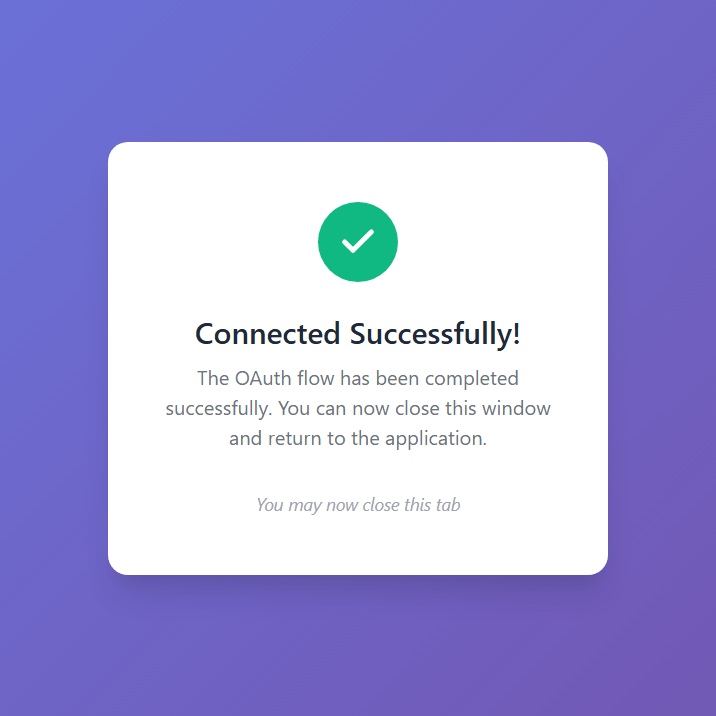 Connected Successfully!
The OAuth flow has been completed
successfully. You can now close this window
and return to the application.
You may now close this tab